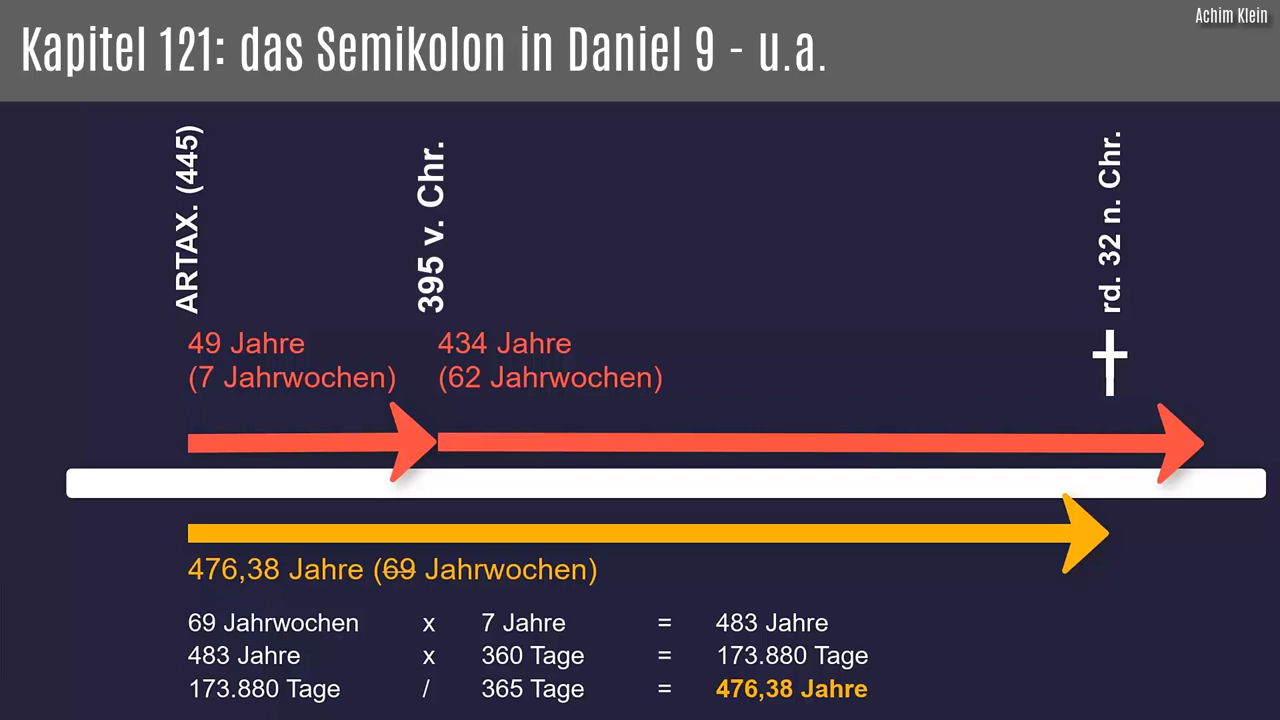 Achim Klein
Kapitel 121: das Semikolon in Daniel 9 - u.a.
ARTAX. (445)
395 v. Chr.
rd. 32 n. Chr.
49 Jahre
(7 Jahrwochen)
434 Jahre
(62 Jahrwochen)
476,38 Jahre (69 Jahrwochen)
69 Jahrwochen x 7 Jahre = 483 Jahre
483 Jahre x 360 Tage = 173.880 Tage
173.880 Tage / 365 Tage = 476,38 Jahre